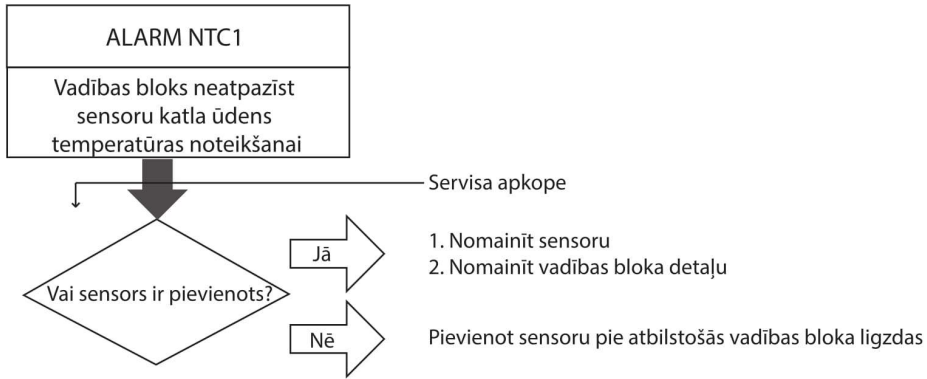 ALARM NTC1
Vadības bloks neatpazīst
sensoru katla ūdens
temperatūras noteikšanai
Servisa apkope
Vai sensors ir pievienots?
Jā
1. Nomainīt sensoru
2. Nomainīt vadības bloka detaļu
Nē
Pievienot sensoru pie atbilstošās vadības bloka ligzdas